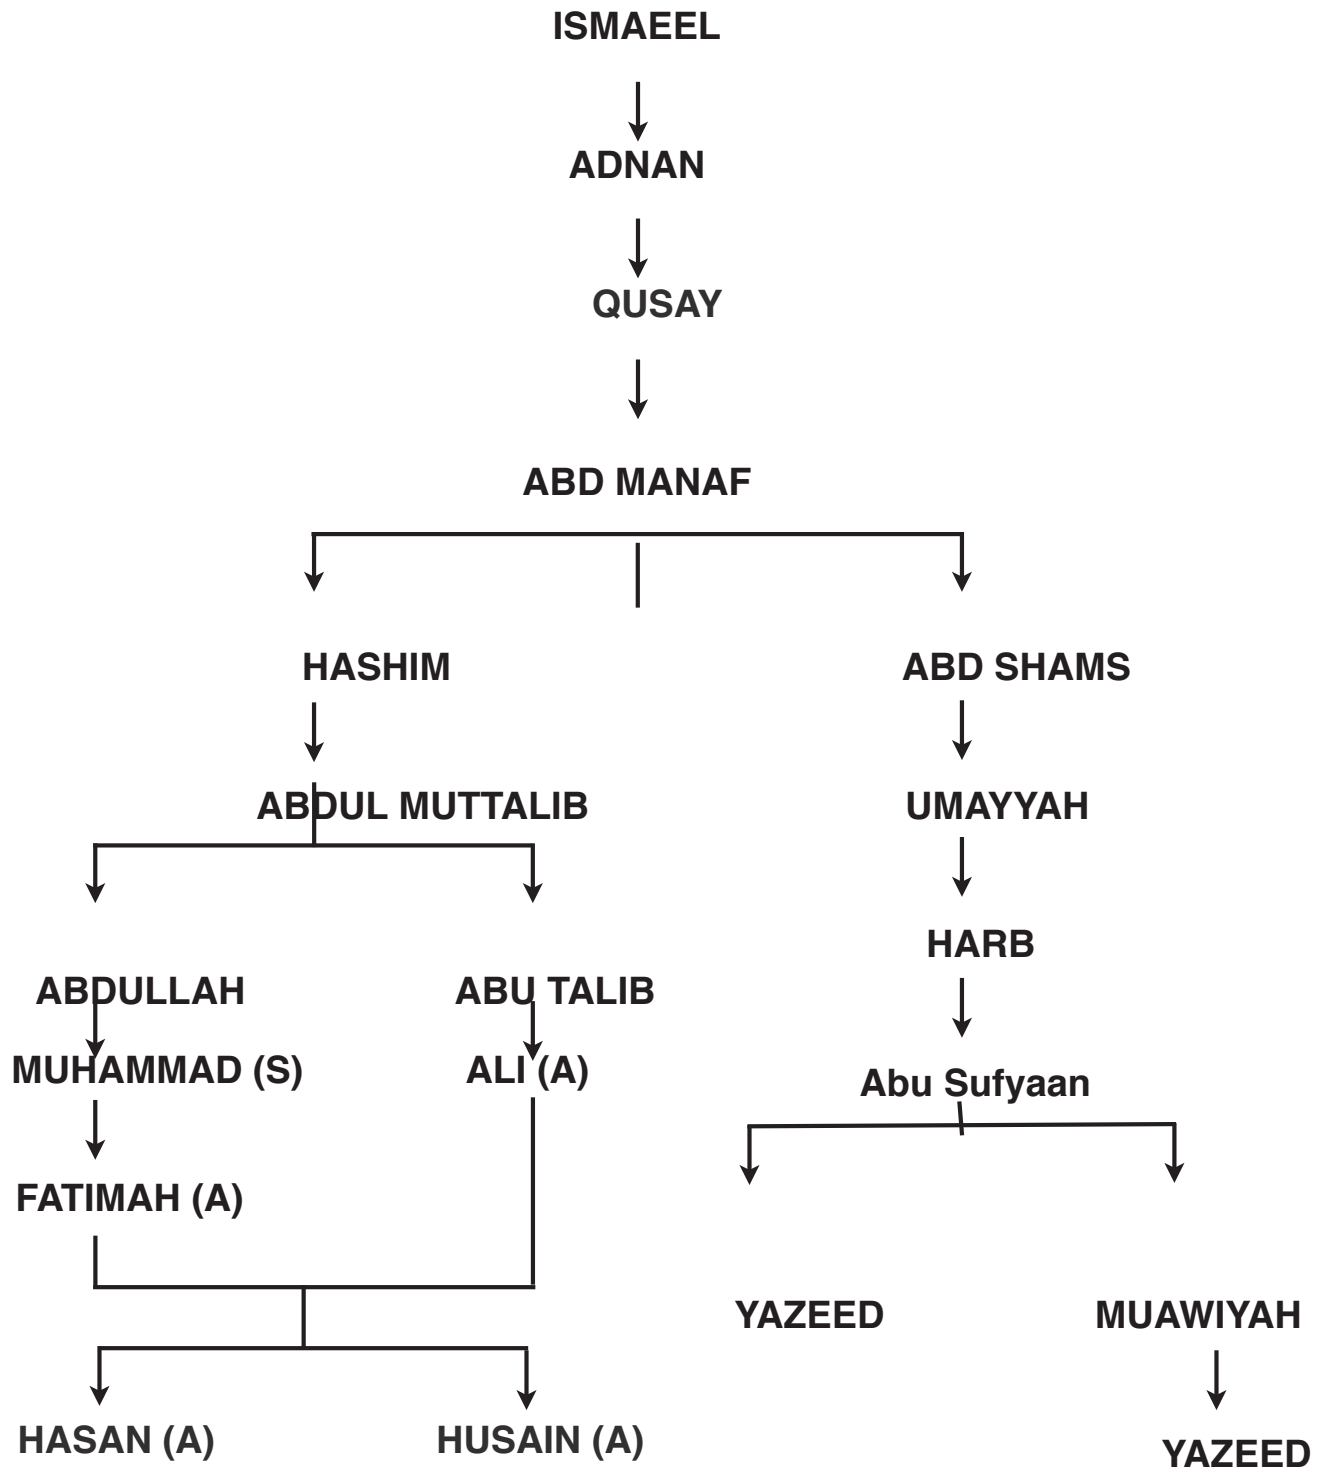 ISMAEEL
ADNAN
QUSAY
ABD MANAF
HASHIM
ABD SHAMS
ABDUL MUTTALIB
UMAYYAH
HARB
ABDULLAH
ABU TALIB
MUHAMMAD (S)
ALI (A)
Abu Sufyaan
FATIMAH (A)
YAZEED
MUAWIYAH
HASAN (A)
HUSAIN (A)
YAZEED